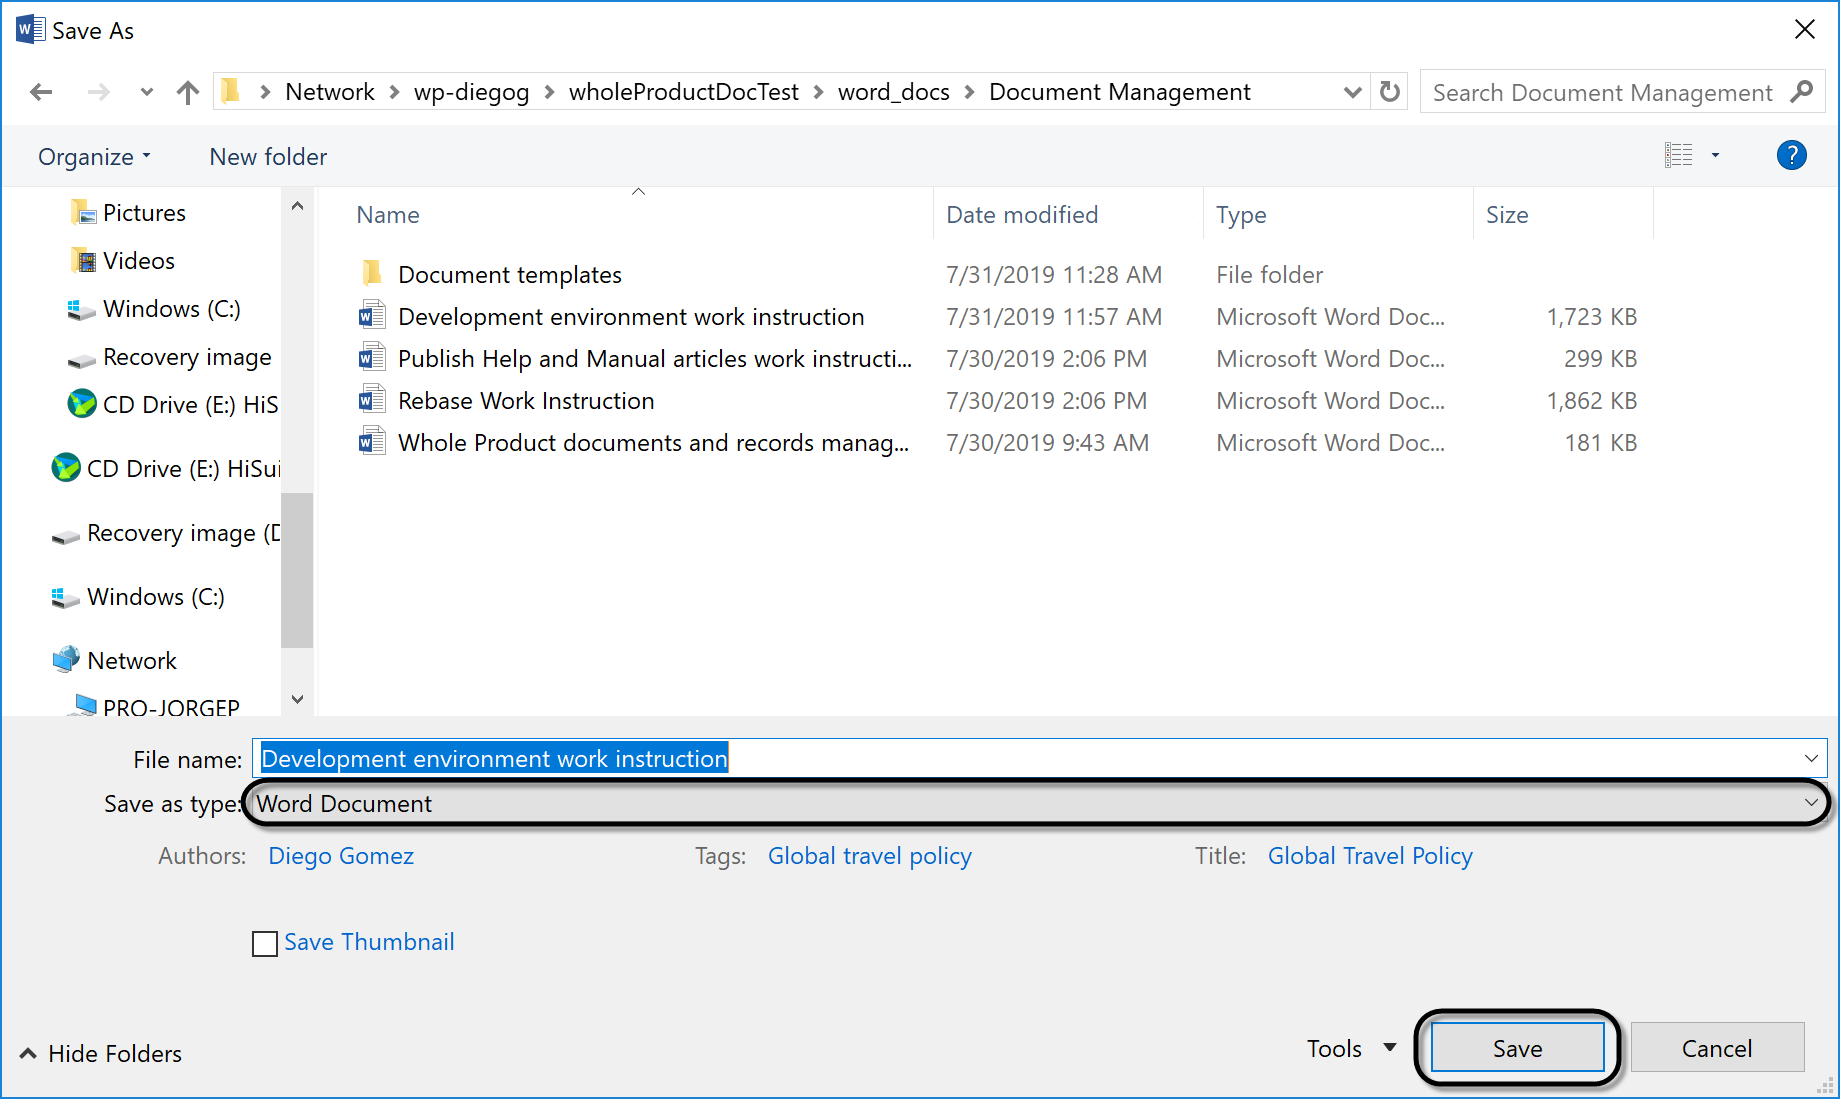 Save As
Network > wp-diegog > wholeProductDocTest > word_docs > Document Management
Search Document Management
Organize
New folder
?
Pictures
Videos
Windows (C:)
Recovery image
CD Drive (E:) HiS
CD Drive (E:) HiSui
Recovery image (D
Windows (C:)
Network
PRO-JORGEP
Name Date modified Type Size
Document templates 7/31/2019 11:28 AM File folder
Development environment work instruction 7/31/2019 11:57 AM Microsoft Word Doc... 1,723 KB
Publish Help and Manual articles work instructi... 7/30/2019 2:06 PM Microsoft Word Doc... 299 KB
Rebase Work Instruction 7/30/2019 2:06 PM Microsoft Word Doc... 1,862 KB
Whole Product documents and records manag... 7/30/2019 9:43 AM Microsoft Word Doc... 181 KB
File name: Development environment work instruction
Save as type: Word Document
Authors: Diego Gomez
Tags: Global travel policy
Title: Global Travel Policy
Save Thumbnail
Hide Folders
Tools
Save
Cancel